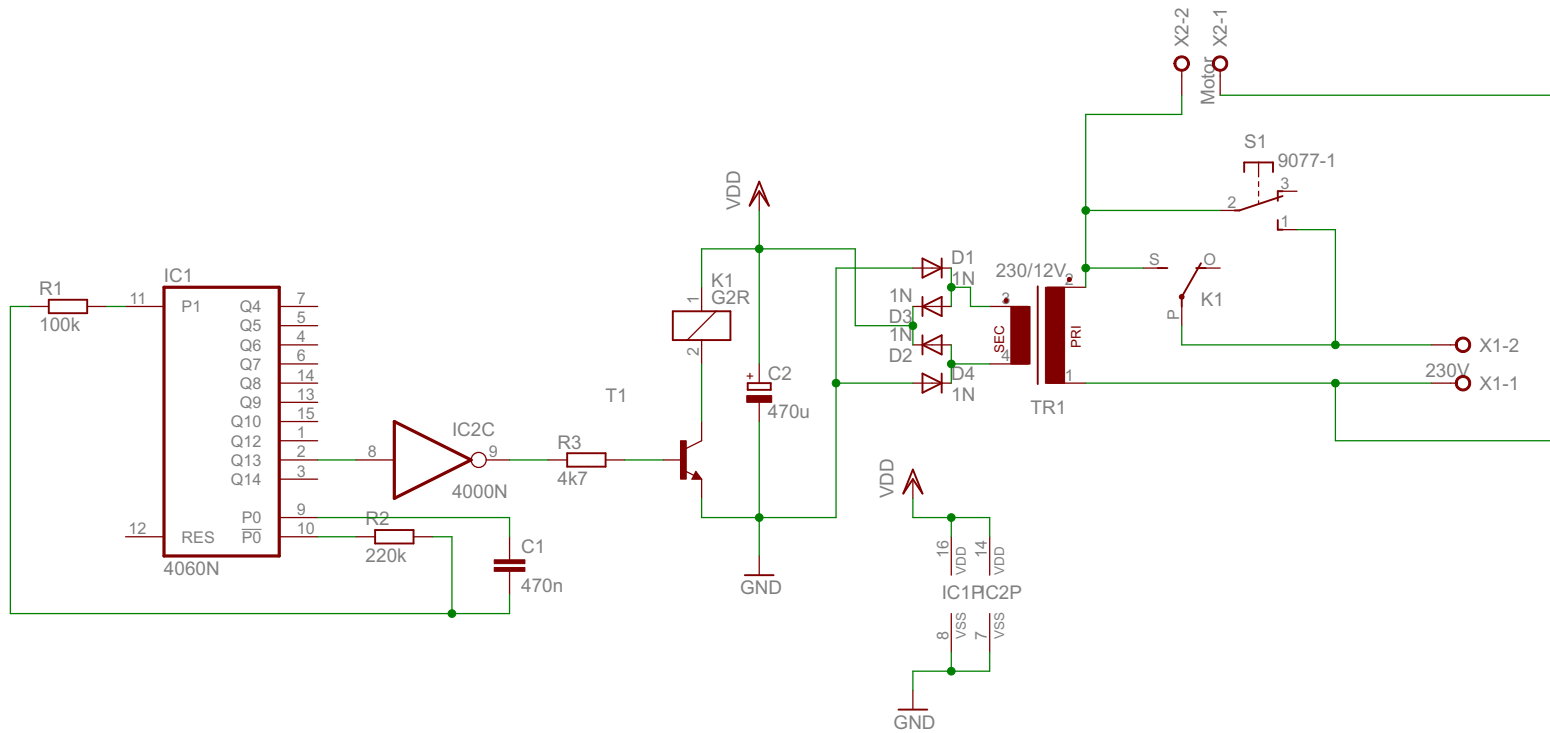 X2-2
X2-1
Motor
S1
9077-1
3
2
1
VDD
230/12V
2
S
O
K1
P
D1
1N
1N
D3
1N
D2
D4
1N
3
4
SEC
PRI
1
TR1
X1-2
230V
X1-1
K1
G2R
1
2
+
C2
470u
T1
IC1
R1
100k
11
P1
Q4
7
Q5
5
Q6
4
Q7
6
Q8
14
Q9
13
Q10
15
Q12
1
Q13
2
Q14
3
P0
9
P0
10
12
RES
4060N
8
IC2C
9
4000N
R3
4k7
R2
220k
C1
470n
GND
VDD
16
VDD
14
VDD
IC1P
IC2P
8
VSS
7
VSS
GND